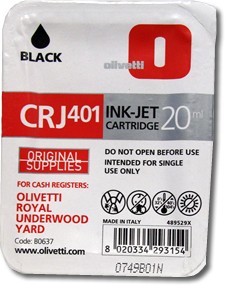 BLACK
olivetti
CRJ401
INK-JET
CARTRIDGE
20ml
ORIGINAL
SUPPLIES
DO NOT OPEN BEFORE USE
INTENDED FOR SINGLE
USE ONLY
FOR CASH REGISTERS:
OLIVETTI
ROYAL
UNDERWOOD
YARD
Code: B0637
www.olivetti.com
MADE IN ITALY
489529X
8 020334 293154
0749B01N